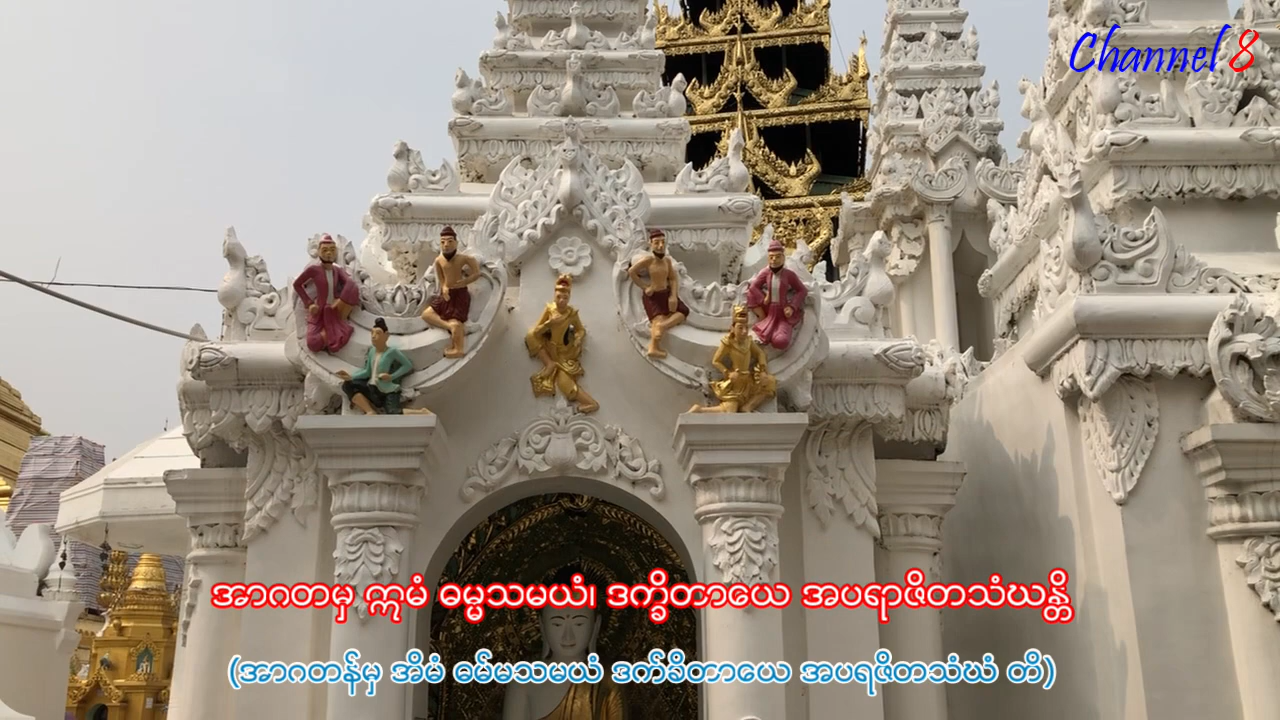 Channel 8
အာဂတမှ ဣမံ ဓမ္မသမယံ၊ ဒက္ခိတာယေ အပရာဇိတသံဃန္တိ
(အာဂတန်မှ အိမံ ဓမ်မသမယံ ဒက်ခိတာယေ အပရဇိတသံဃံ တိ)